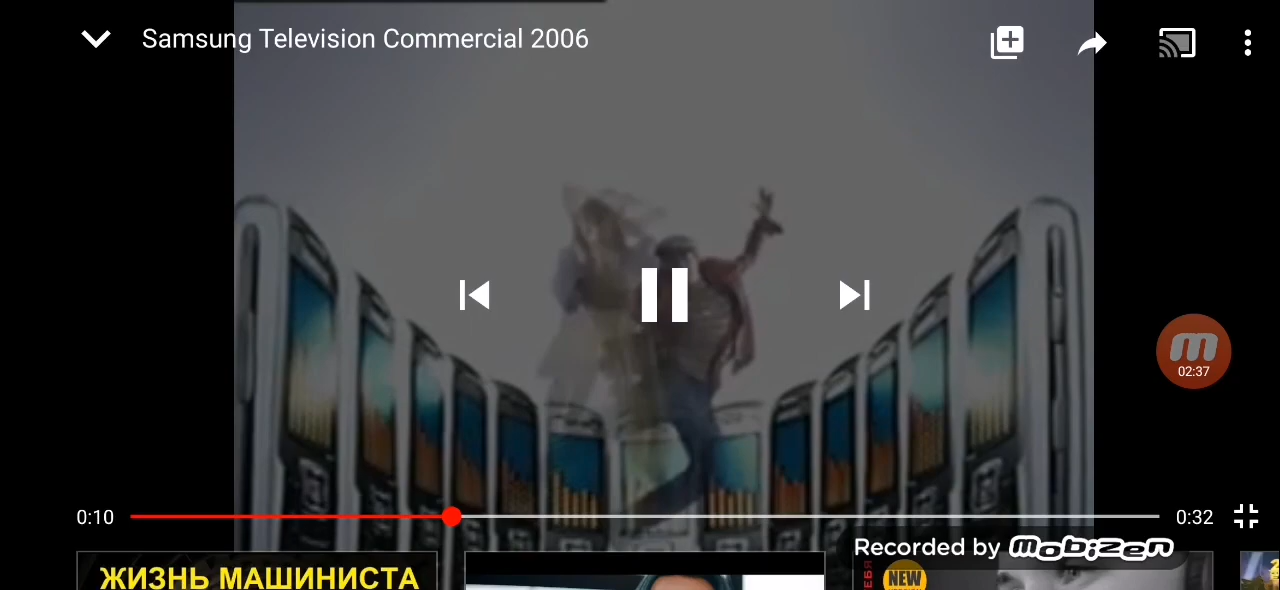 Samsung Television Commercial 2006
02:37
0:10
0:32
Recorded by mobizen
ЖИЗНЬ МАШИНИСТА
NEW